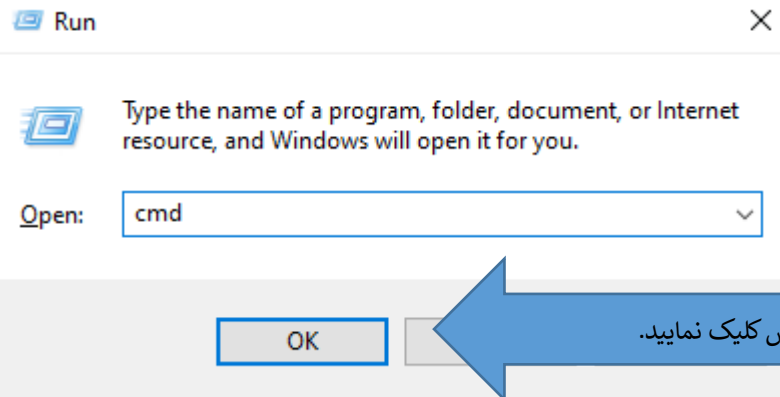 Run
Type the name of a program, folder, document, or Internet
resource, and Windows will open it for you.
Open:
cmd
OK
کلیک نمایید.